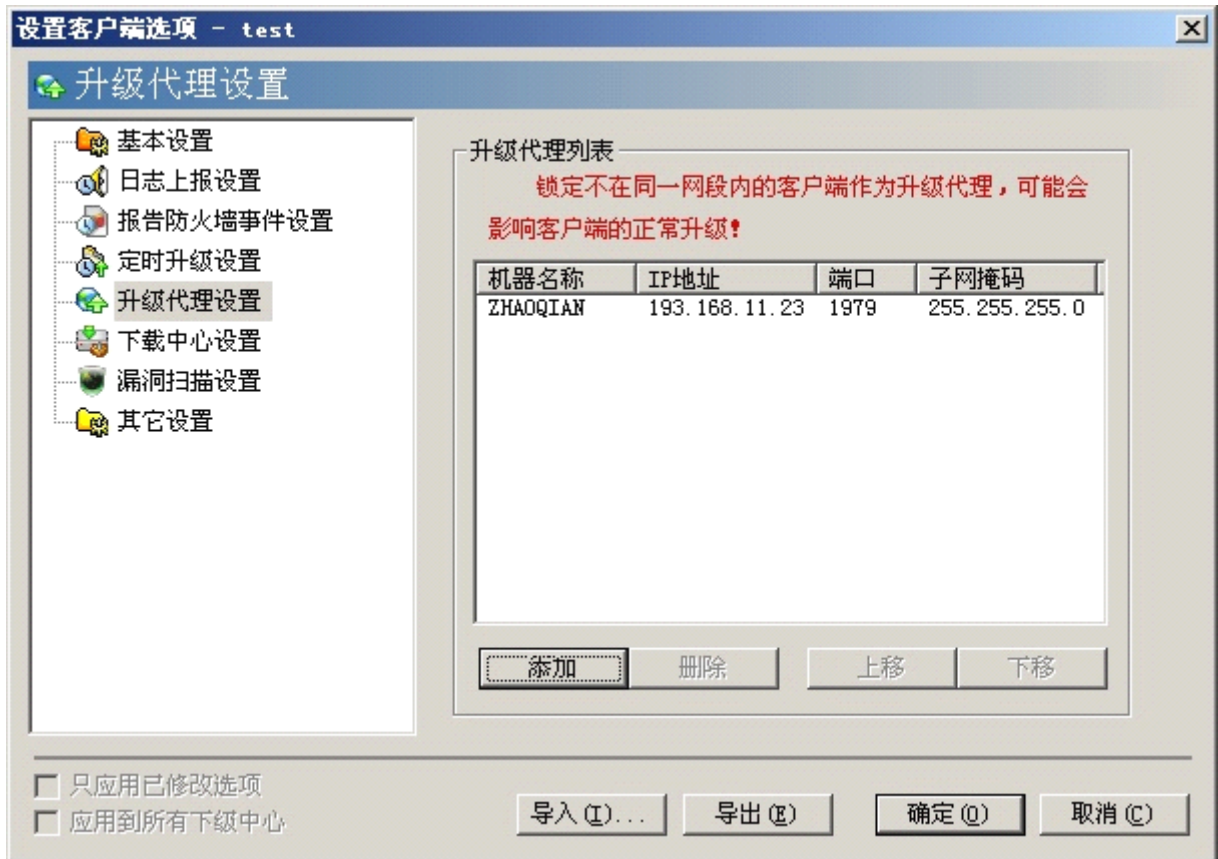 设置客户端选项 - test
升级代理设置
基本设置
日志上报设置
报告防火墙事件设置
定时升级设置
升级代理设置
下载中心设置
漏洞扫描设置
其它设置
升级代理列表
锁定不在同一网段内的客户端作为升级代理，可能会
影响客户端的正常升级！
机器名称 IP地址 端口 子网掩码
ZHAOQIAN 193.168.11.23 1979 255.255.255.0
添加 删除 上移 下移
只应用已修改选项
应用到所有下级中心
导入(I)... 导出(E) 确定(O) 取消(C)